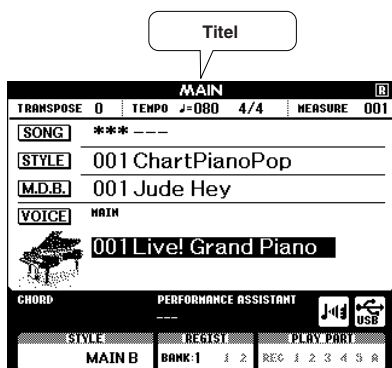 Titel
MAIN R
TRANSPOSE 0 TEMPO ♩=080 4/4 MEASURE 001
SONG *** ---
STYLE 001 ChartPianoPop
M.D.B. 001 Jude Hey
VOICE MAIN
001 Live! Grand Piano
CHORD PERFORMANCE ASSISTANT
---
USB
STYLE REGIST PLAY PART
MAIN B BANK:1 1 2 REG 1 2 3 4 5 A